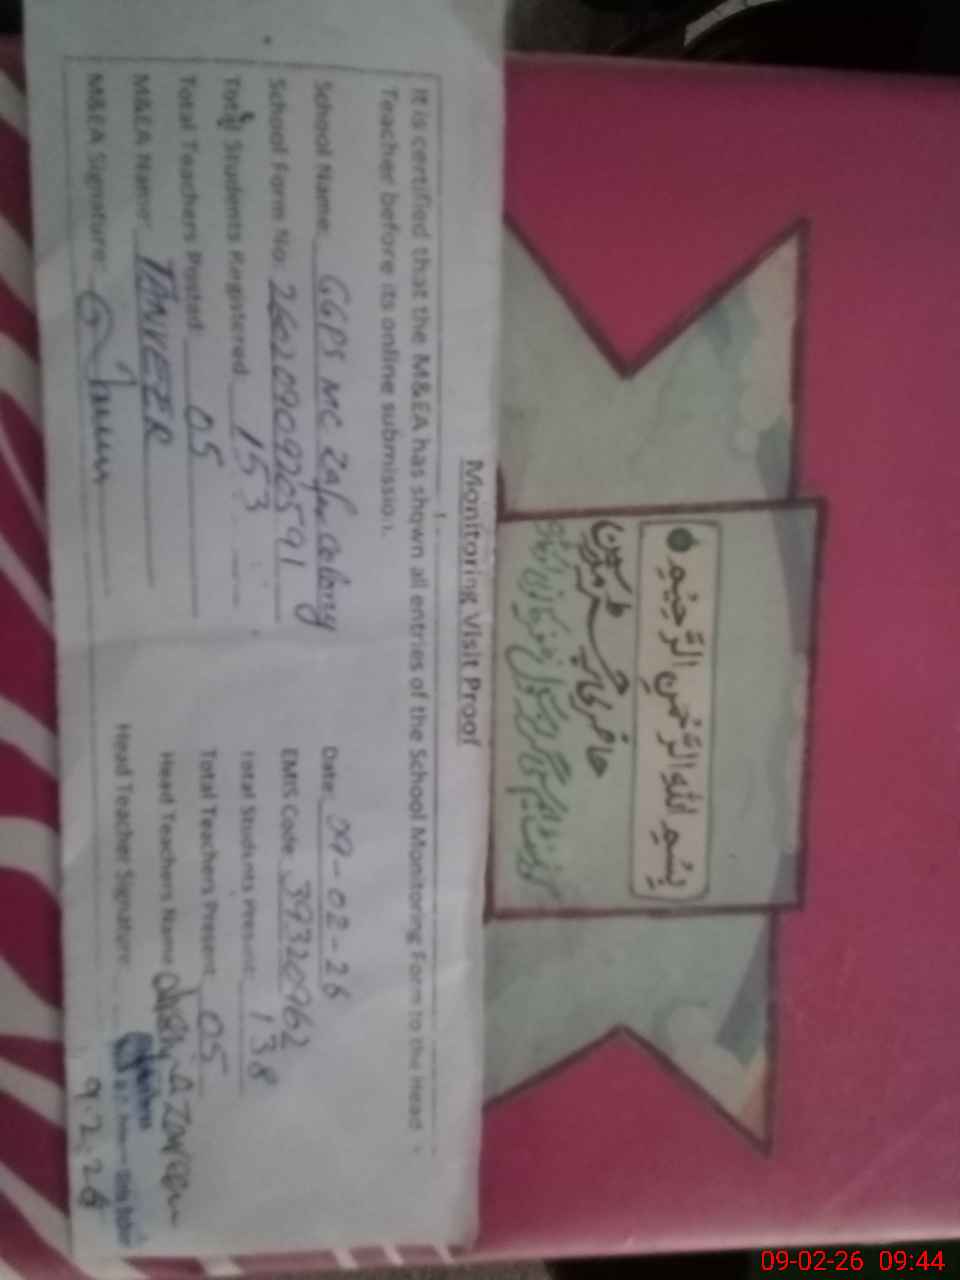 بِسْمِ اللهِ الرَّحْمٰنِ الرَّحِيْمِ
Monitoring Visit Proof
It is certified that the M&EA has shown all entries of the School Monitoring Form to the Head
Teacher before its online submission.
School Name GGPS MC Zafar Colony Date: 09-02-26
School Form No: 2602090920591 EMIS Code 39320962
Total Students Registered 153 Total Students Present 138
Total Teachers Posted: 05 Total Teachers Present 05
M&EA Name: TANVEER Head Teachers Name
M&EA Signature: Head Teacher Signature
9.2.26
09-02-26 09:44